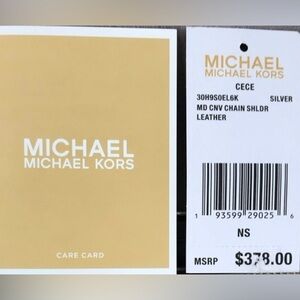 MICHAEL
MICHAEL KORS
CARE CARD
MICHAEL
MICHAEL KORS
CECE
30H9S0EL6K SILVER
MD CNV CHAIN SHLDR
LEATHER
1 93599 29025 6
NS
MSRP $378.00